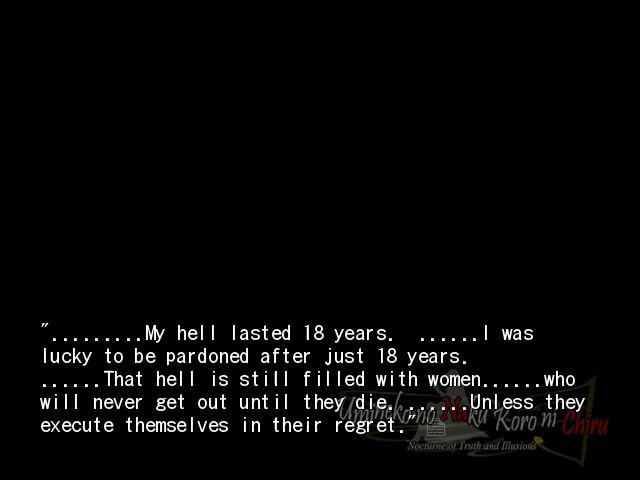 ".........My hell lasted 18 years.  ......I was
lucky to be pardoned after just 18 years.
......That hell is still filled with women......who
will never get out until they die. ......Unless they
execute themselves in their regret."
Umineko no Naku Koro ni Chiru
Nocturne of Truth and Illusions